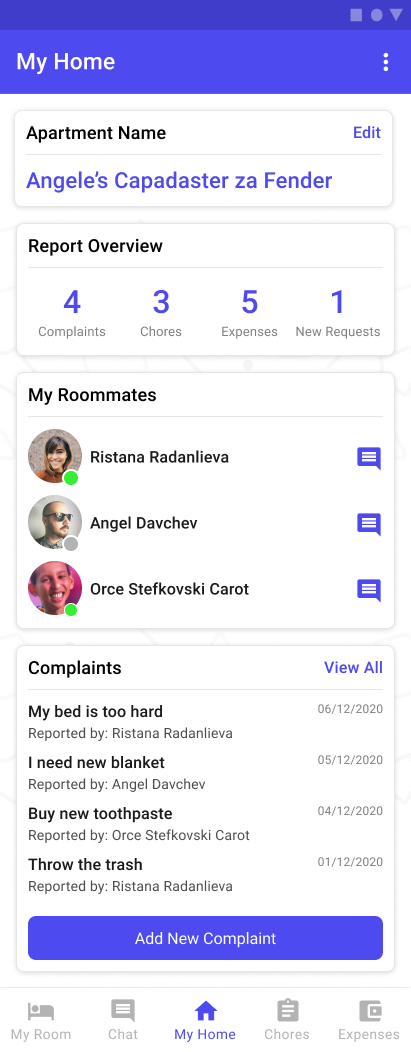 My Home
Apartment Name Edit
Angele's Capadaster za Fender
Report Overview
4 3 5 1
Complaints Chores Expenses New Requests
My Roommates
Ristana Radanlieva
Angel Davchev
Orce Stefkovski Carot
Complaints View All
My bed is too hard 06/12/2020
Reported by: Ristana Radanlieva
I need new blanket 05/12/2020
Reported by: Angel Davchev
Buy new toothpaste 04/12/2020
Reported by: Orce Stefkovski Carot
Throw the trash 01/12/2020
Reported by: Ristana Radanlieva
Add New Complaint
My Room Chat My Home Chores Expenses